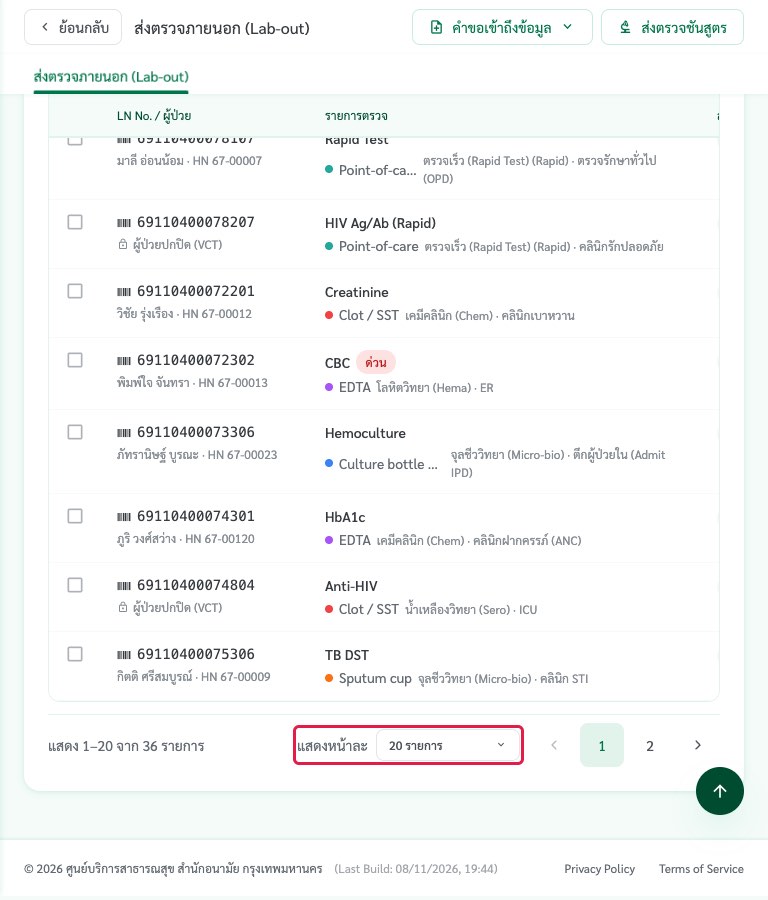 ย้อนกลับ ส่งตรวจภายนอก (Lab-out) คำขอเข้าถึงข้อมูล ส่งตรวจชันสูตร
ส่งตรวจภายนอก (Lab-out)
LN No. / ผู้ป่วย รายการตรวจ
69110400078107 Rapid Test
มาลี อ่อนน้อม · HN 67-00007 Point-of-ca... ตรวจเร็ว (Rapid Test) (Rapid) · ตรวจรักษาทั่วไป
(OPD)
69110400078207 HIV Ag/Ab (Rapid)
ผู้ป่วยปกปิด (VCT) Point-of-care ตรวจเร็ว (Rapid Test) (Rapid) · คลินิกรักปลอดภัย
69110400072201 Creatinine
วิชัย รุ่งเรือง · HN 67-00012 Clot / SST เคมีคลินิก (Chem) · คลินิกเบาหวาน
69110400072302 CBC ด่วน
พิมพ์ใจ จันทรา · HN 67-00013 EDTA โลหิตวิทยา (Hema) · ER
69110400073306 Hemoculture
ภัทรานิษฐ์ บูรณะ · HN 67-00023 Culture bottle ... จุลชีววิทยา (Micro-bio) · ตึกผู้ป่วยใน (Admit
IPD)
69110400074301 HbA1c
ภูริ วงศ์สว่าง · HN 67-00120 EDTA เคมีคลินิก (Chem) · คลินิกฝากครรภ์ (ANC)
69110400074804 Anti-HIV
ผู้ป่วยปกปิด (VCT) Clot / SST น้ำเหลืองวิทยา (Sero) · ICU
69110400075306 TB DST
กิตติ ศรีสมบูรณ์ · HN 67-00009 Sputum cup จุลชีววิทยา (Micro-bio) · คลินิก STI
แสดง 1–20 จาก 36 รายการ แสดงหน้าละ 20 รายการ 1 2
© 2026 ศูนย์บริการสาธารณสุข สำนักอนามัย กรุงเทพมหานคร (Last Build: 08/11/2026, 19:44) Privacy Policy Terms of Service